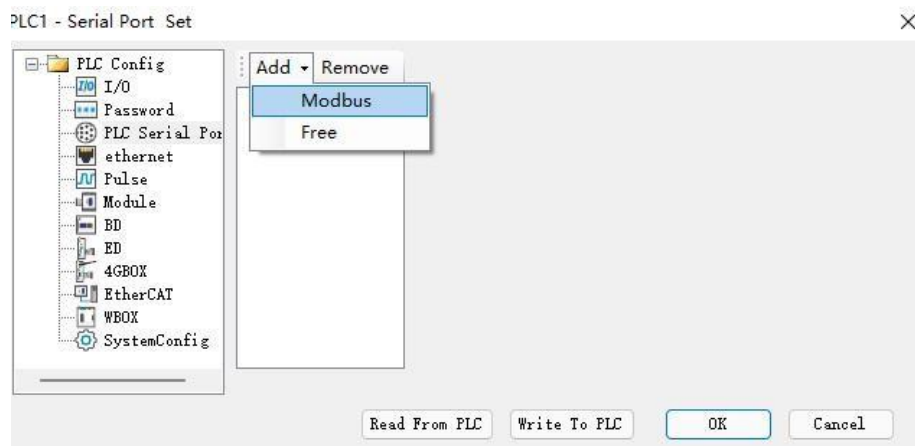 PLC1 - Serial Port Set
PLC Config
I/O
I/O
Password
PLC Serial Por
ethernet
Pulse
Module
BD
ED
4GBOX
EtherCAT
WBOX
SystemConfig
Add Remove
Modbus
Free
Read From PLC Write To PLC OK Cancel